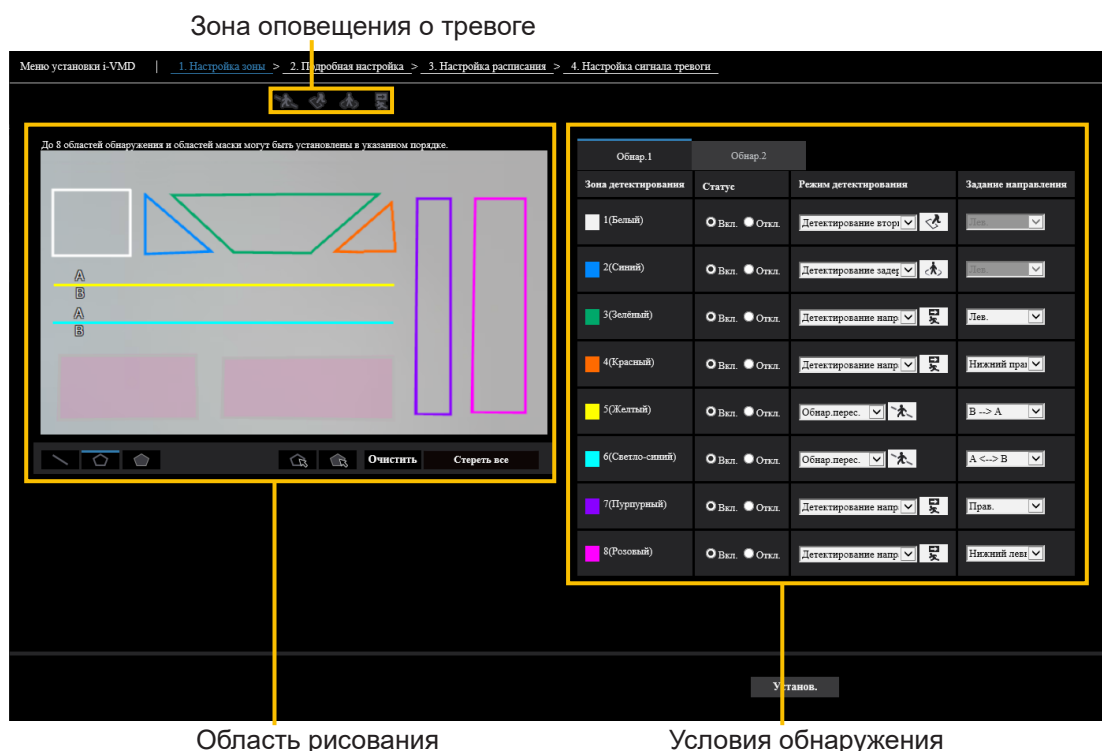 Зона оповещения о тревоге
Меню установки i-VMD | 1. Настройка зоны > 2. Подробная настройка > 3. Настройка расписания > 4. Настройка сигнала тревоги
До 8 областей обнаружения и областей маски могут быть установлены в указанном порядке.
A
B
A
B
Очистить Стереть все
Обнар.1 Обнар.2
Зона детектирования Статус Режим детектирования Задание направления
1(Белый) Вкл. Откл. Детектирование втор Лев.
2(Синий) Вкл. Откл. Детектирование задер Лев.
3(Зелёный) Вкл. Откл. Детектирование напр Лев.
4(Красный) Вкл. Откл. Детектирование напр Нижний прав
5(Желтый) Вкл. Откл. Обнар.перес. B --> A
6(Светло-синий) Вкл. Откл. Обнар.перес. A <--> B
7(Пурпурный) Вкл. Откл. Детектирование напр Прав.
8(Розовый) Вкл. Откл. Детектирование напр Нижний левы
Установ.
Область рисования
Условия обнаружения